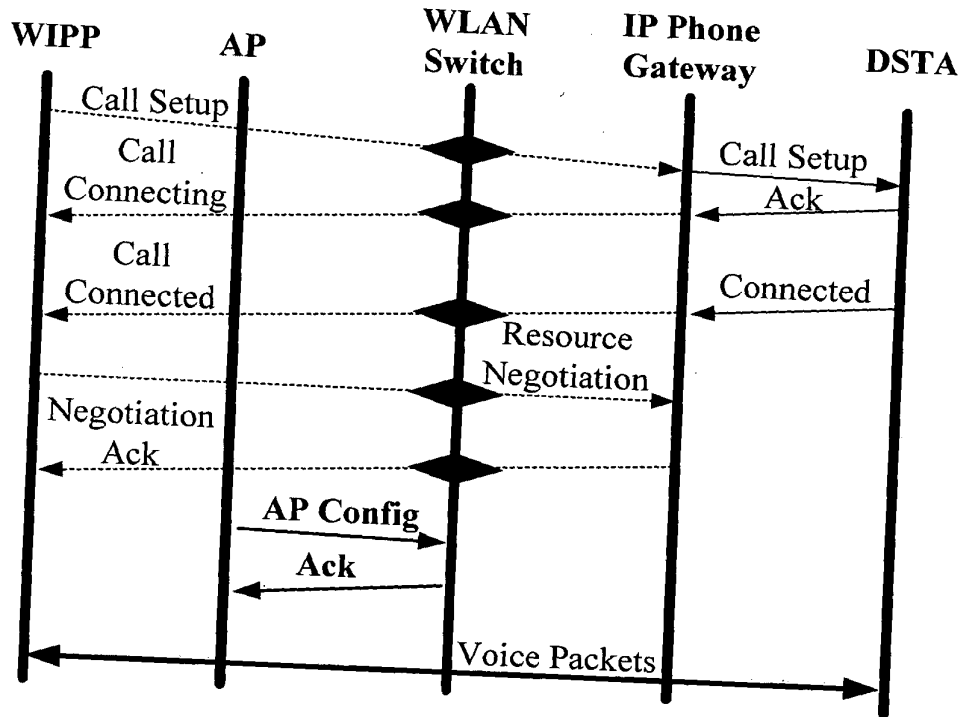 WIPP
AP
WLAN
Switch
IP Phone
Gateway
DSTA
Call Setup
Call Setup
Call
Connecting
Ack
Call
Connected
Connected
Resource
Negotiation
Negotiation
Ack
AP Config
Ack
Voice Packets